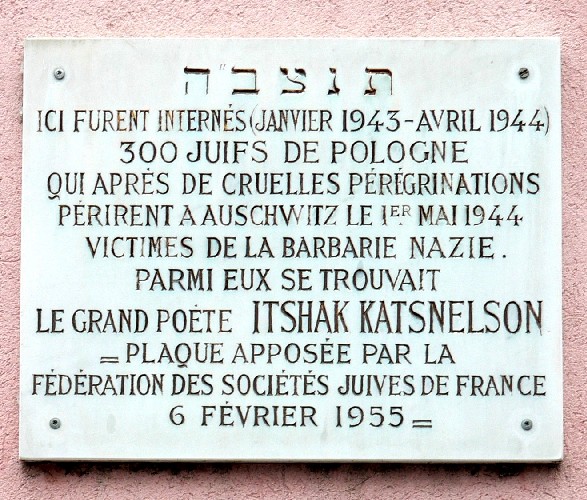 תנצב"ה
ICI FURENT INTERNÉS (JANVIER 1943-AVRIL 1944)
300 JUIFS DE POLOGNE
QUI APRÉS DE CRUELLES PÉRÉGRINATIONS
PÉRIRENT A AUSCHWITZ LE 1ER MAI 1944
VICTIMES DE LA BARBARIE NAZIE.
PARMI EUX SE TROUVAIT
LE GRAND POÉTE ITSHAK KATSNELSON
=PLAQUE APPOSÉE PAR LA
FÉDÉRATION DES SOCIÉTÉS JUIVES DE FRANCE
6 FÉVRIER 1955=